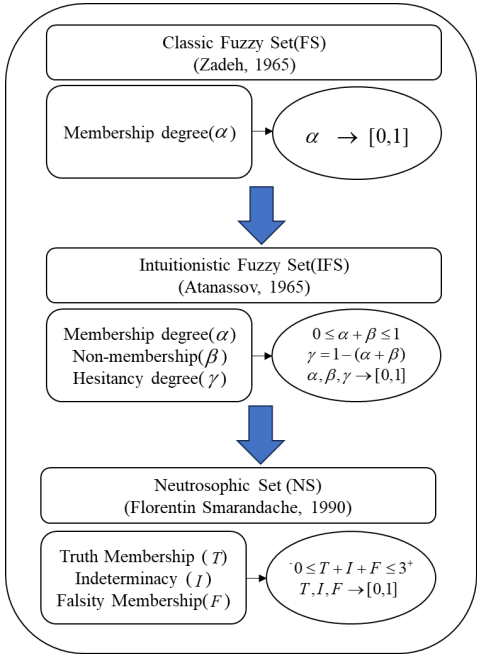 Classic Fuzzy Set(FS)
(Zadeh, 1965)
Membership degree(α)
α → [0,1]
Intuitionistic Fuzzy Set(IFS)
(Atanassov, 1965)
Membership degree(α)
Non-membership(β)
Hesitancy degree(γ)
0 ≤ α + β ≤ 1
γ = 1 − (α + β)
α, β, γ → [0,1]
Neutrosophic Set (NS)
(Florentin Smarandache, 1990)
Truth Membership (T)
Indeterminacy (I)
Falsity Membership(F)
⁻0 ≤ T + I + F ≤ 3⁺
T, I, F → [0,1]